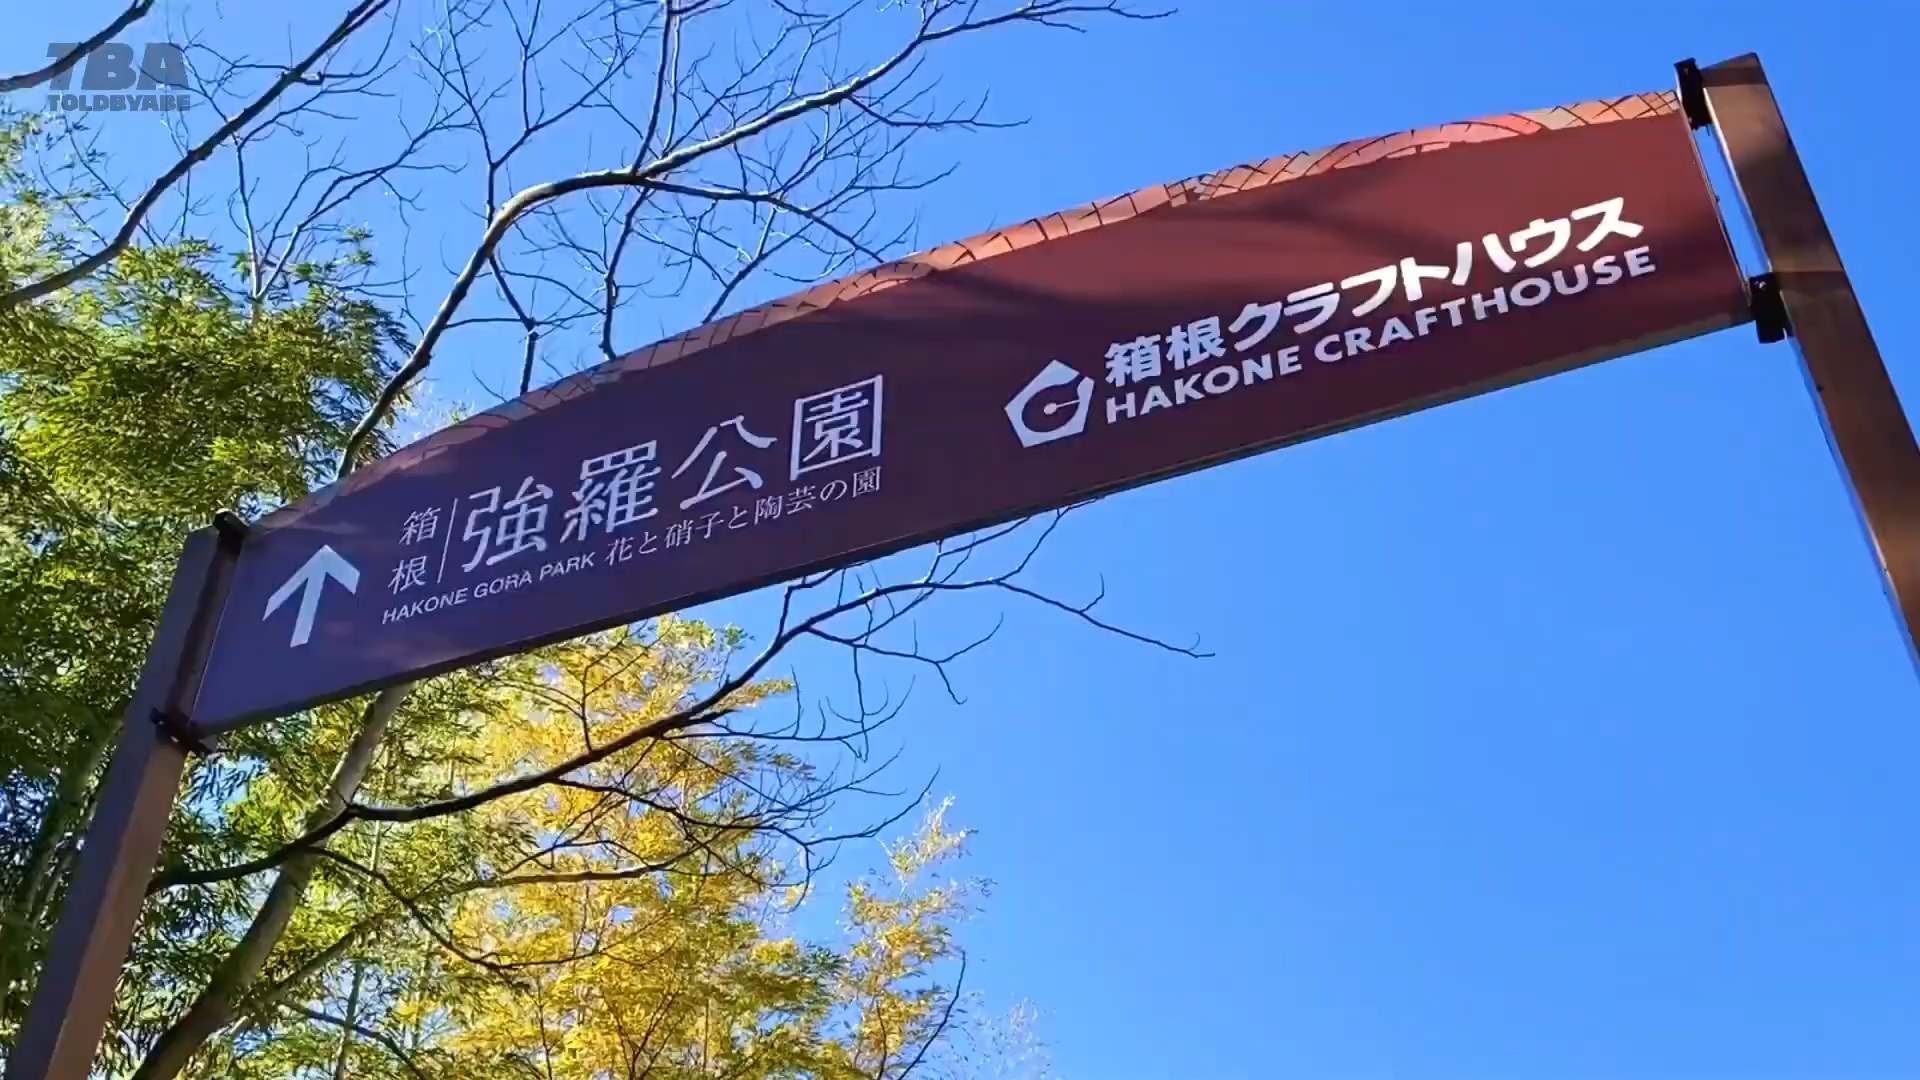 TBA
TOLDBYABE
箱根 強羅公園
HAKONE GORA PARK 花と硝子と陶芸の園
箱根クラフトハウス
HAKONE CRAFTHOUSE